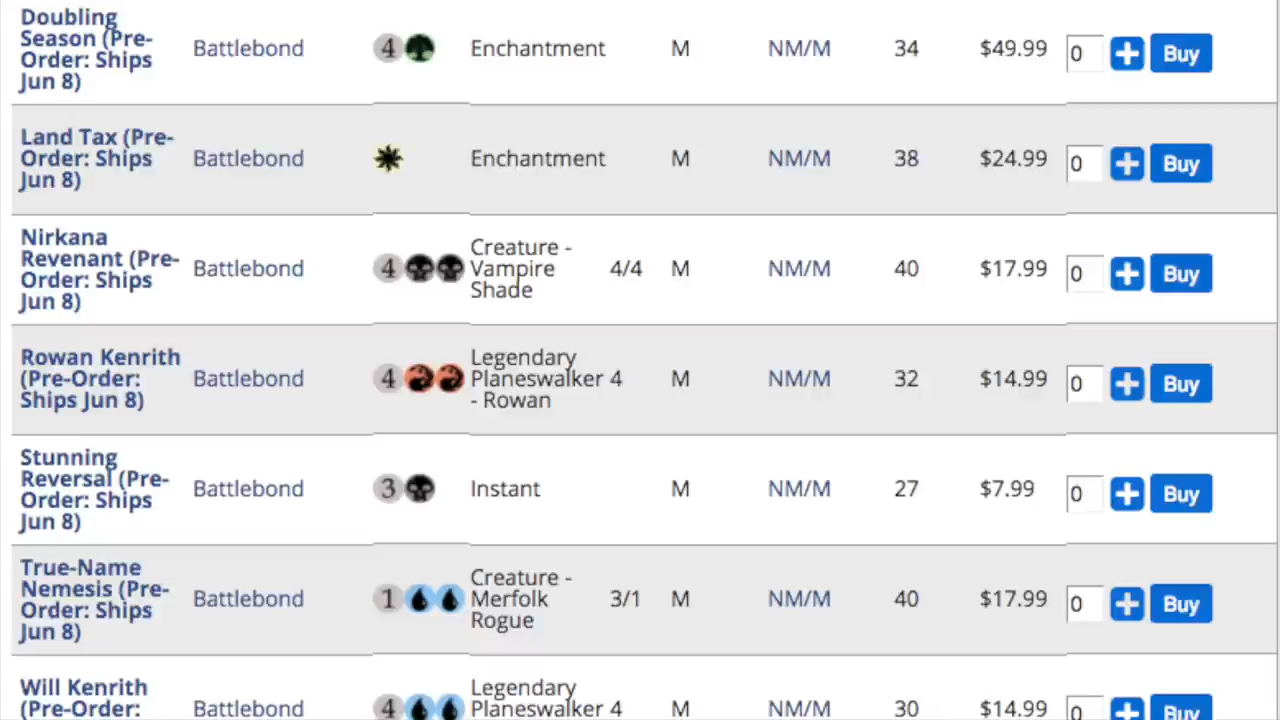 Doubling
Season (Pre-
Order: Ships
Jun 8)
Battlebond
4
Enchantment
M
NM/M
34
$49.99
0
+
Buy
Land Tax (Pre-
Order: Ships
Jun 8)
Battlebond
Enchantment
M
NM/M
38
$24.99
0
+
Buy
Nirkana
Revenant (Pre-
Order: Ships
Jun 8)
Battlebond
4
Creature -
Vampire
Shade
4/4
M
NM/M
40
$17.99
0
+
Buy
Rowan Kenrith
(Pre-Order:
Ships Jun 8)
Battlebond
4
Legendary
Planeswalker
- Rowan
4
M
NM/M
32
$14.99
0
+
Buy
Stunning
Reversal (Pre-
Order: Ships
Jun 8)
Battlebond
3
Instant
M
NM/M
27
$7.99
0
+
Buy
True-Name
Nemesis (Pre-
Order: Ships
Jun 8)
Battlebond
1
Creature -
Merfolk
Rogue
3/1
M
NM/M
40
$17.99
0
+
Buy
Will Kenrith
(Pre-Order:
Battlebond
4
Legendary
Planeswalker
4
M
NM/M
30
$14.99
0
+
Buy